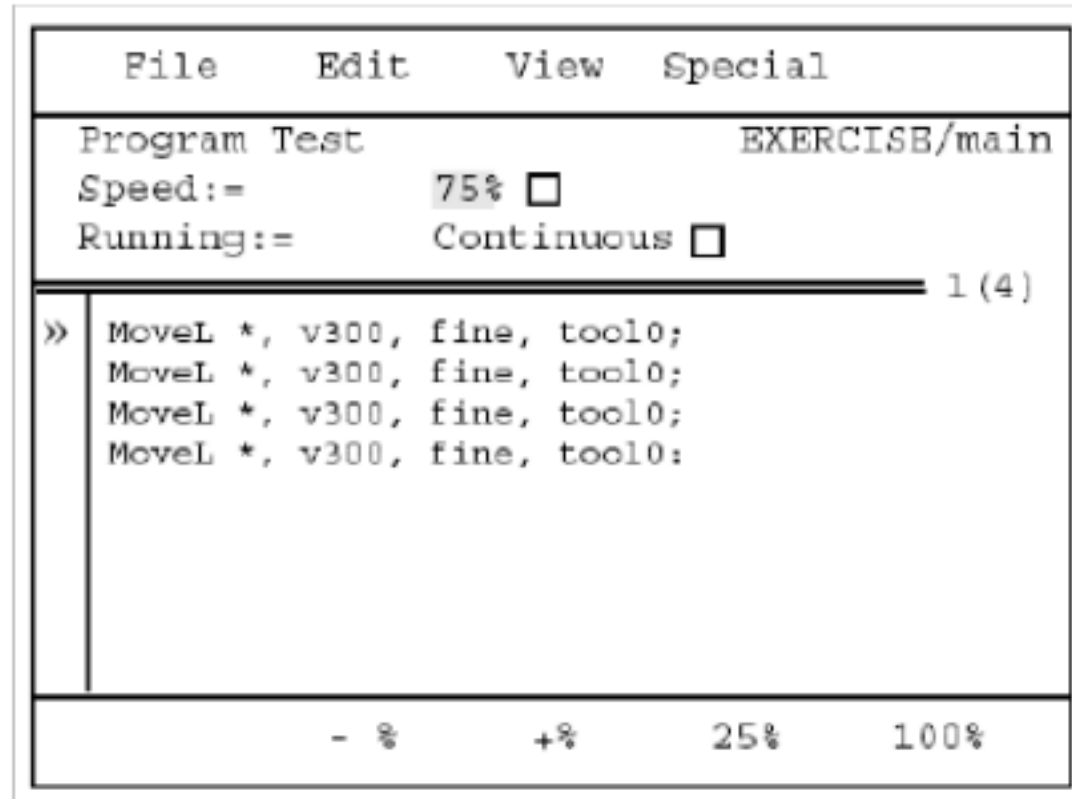 File Edit View Special
Program Test EXERCISE/main
Speed:= 75%
Running:= Continuous
1(4)
» MoveL *, v300, fine, tool0;
MoveL *, v300, fine, tool0;
MoveL *, v300, fine, tool0;
MoveL *, v300, fine, tool0:
- % +% 25% 100%